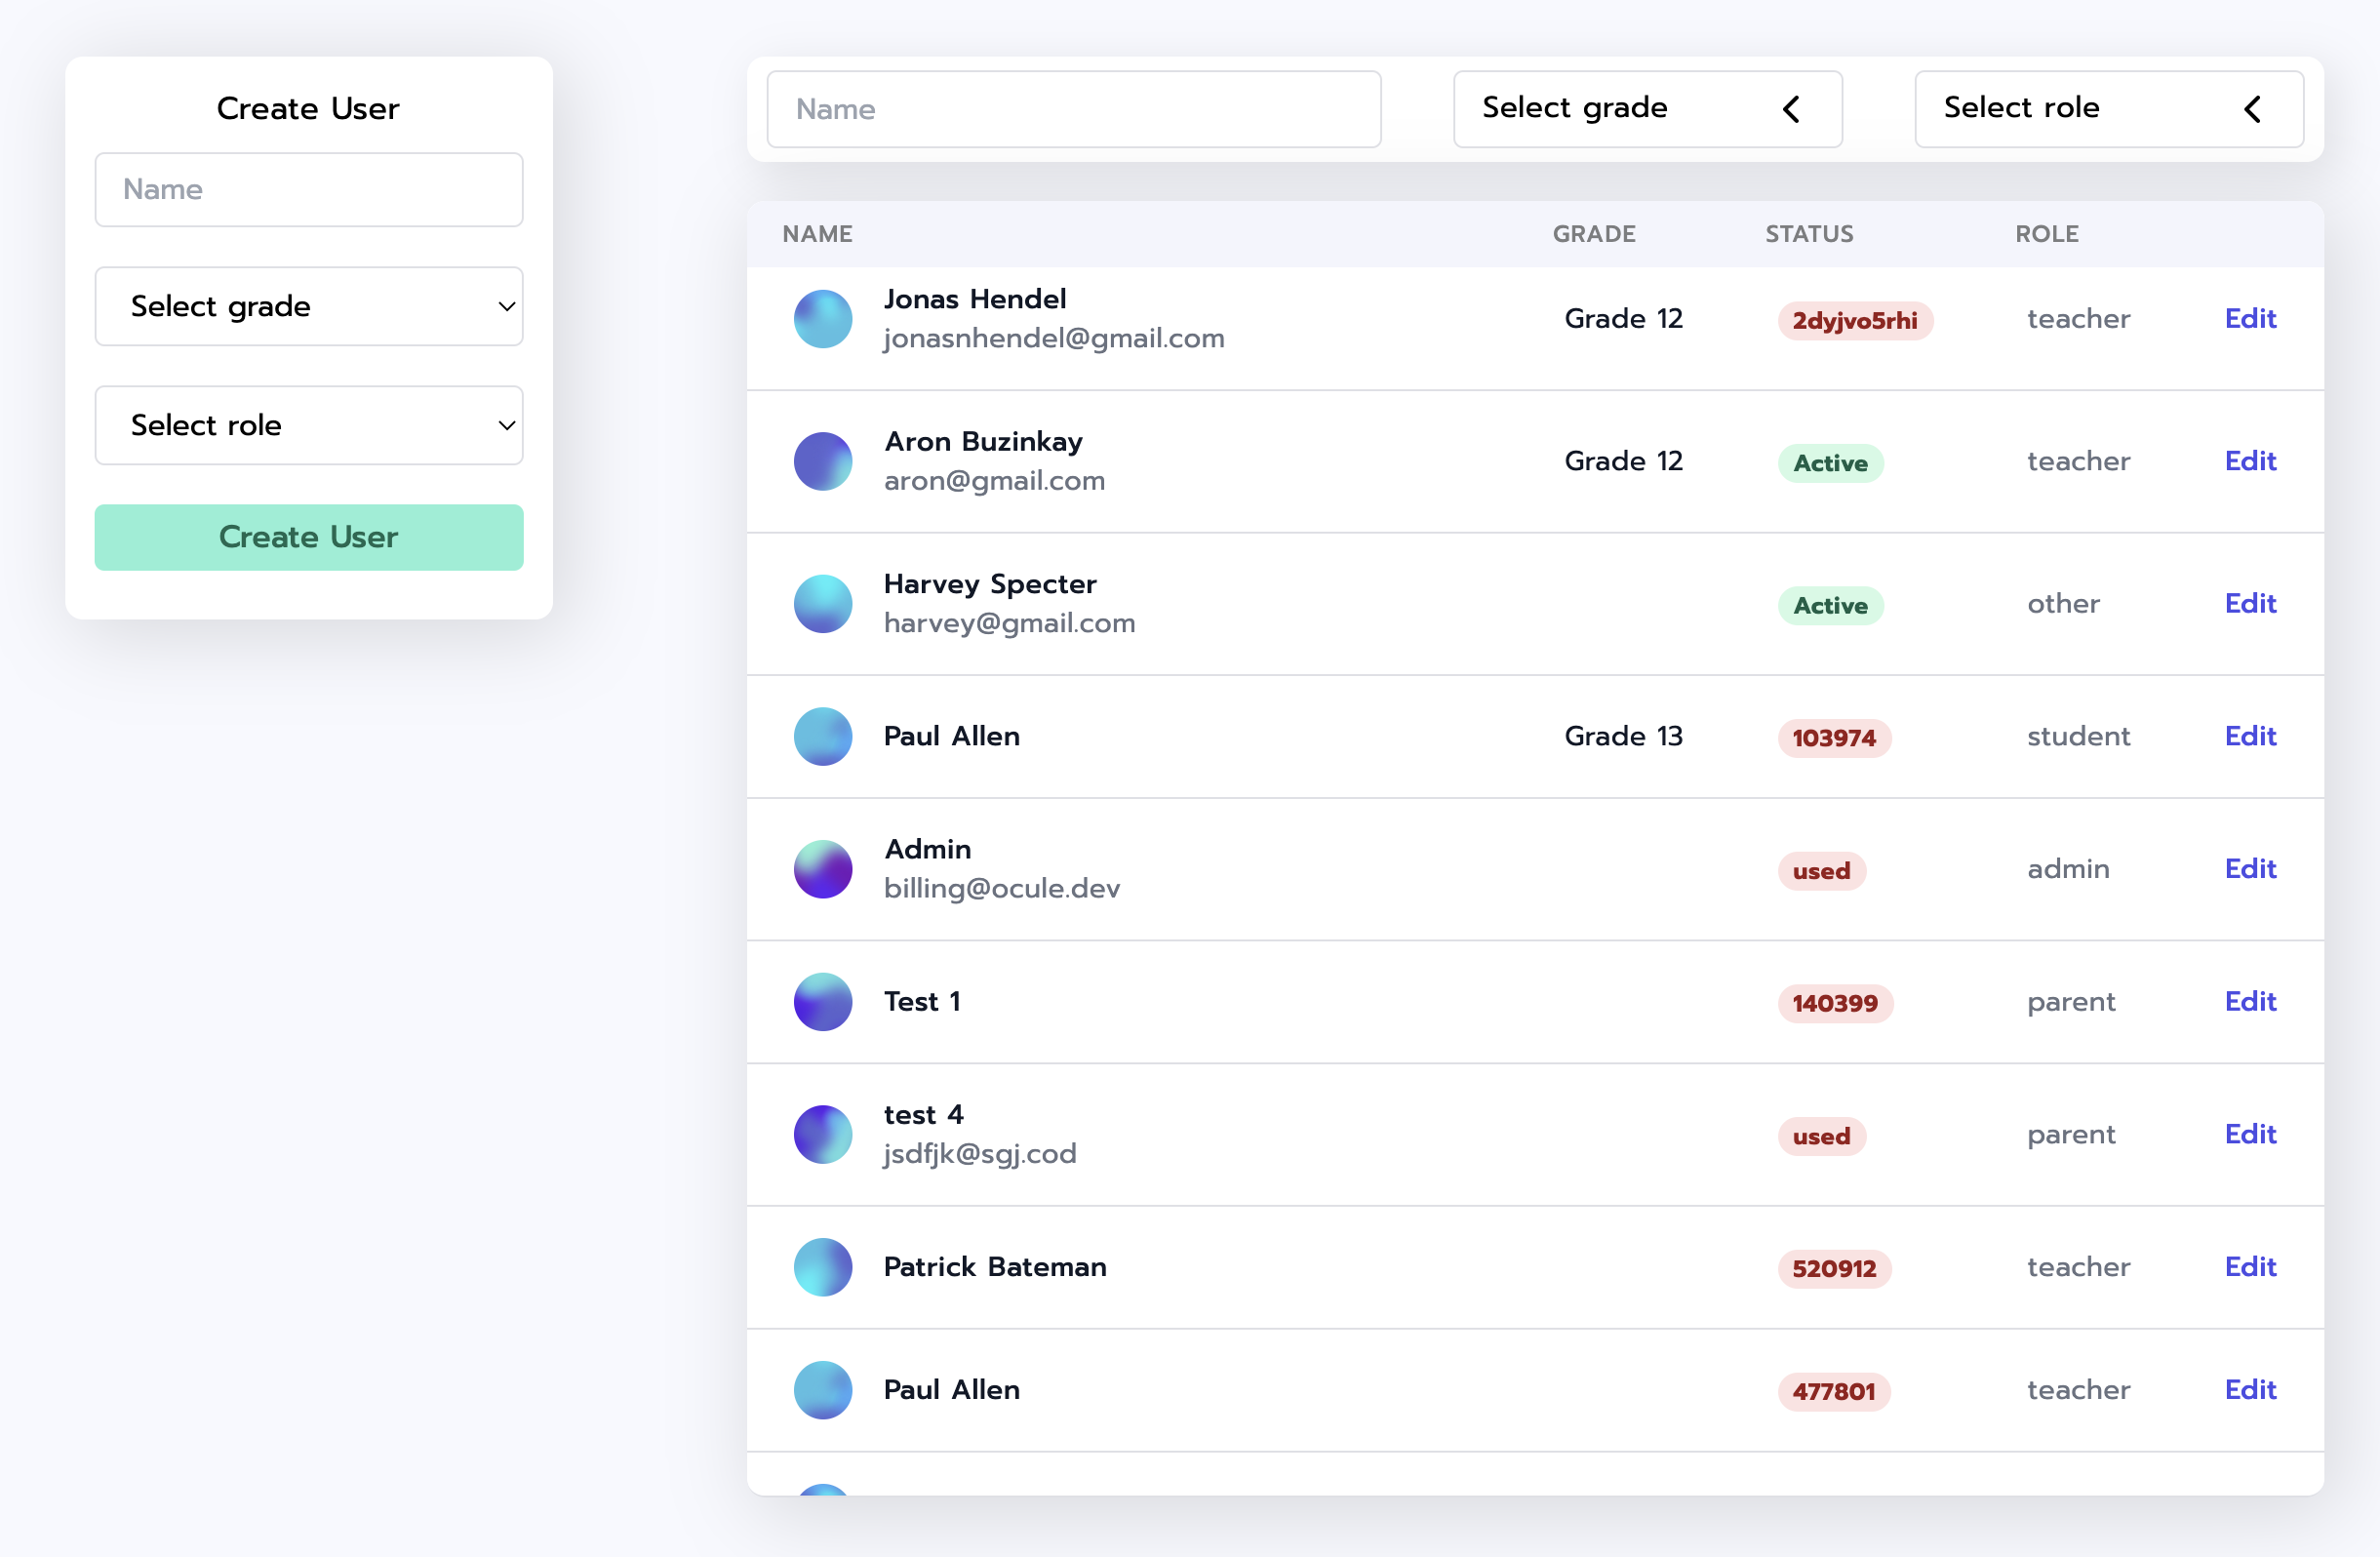 Create User
Name
Select grade
Select role
Create User
Name
Select grade
Select role
NAME GRADE STATUS ROLE
Jonas Hendel
jonasnhendel@gmail.com
Grade 12 2dyjvo5rhi teacher Edit
Aron Buzinkay
aron@gmail.com
Grade 12 Active teacher Edit
Harvey Specter
harvey@gmail.com
Active other Edit
Paul Allen Grade 13 103974 student Edit
Admin
billing@ocule.dev
used admin Edit
Test 1 140399 parent Edit
test 4
jsdfjk@sgj.cod
used parent Edit
Patrick Bateman 520912 teacher Edit
Paul Allen 477801 teacher Edit